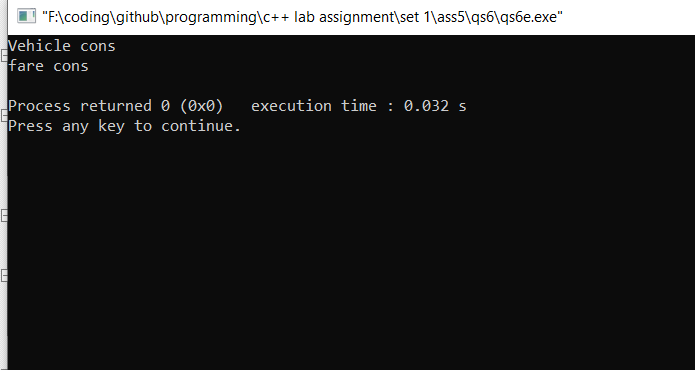 "F:\coding\github\programming\c++ lab assignment\set 1\ass5\qs6\qs6e.exe"
Vehicle cons
fare cons
Process returned 0 (0x0)   execution time : 0.032 s
Press any key to continue.